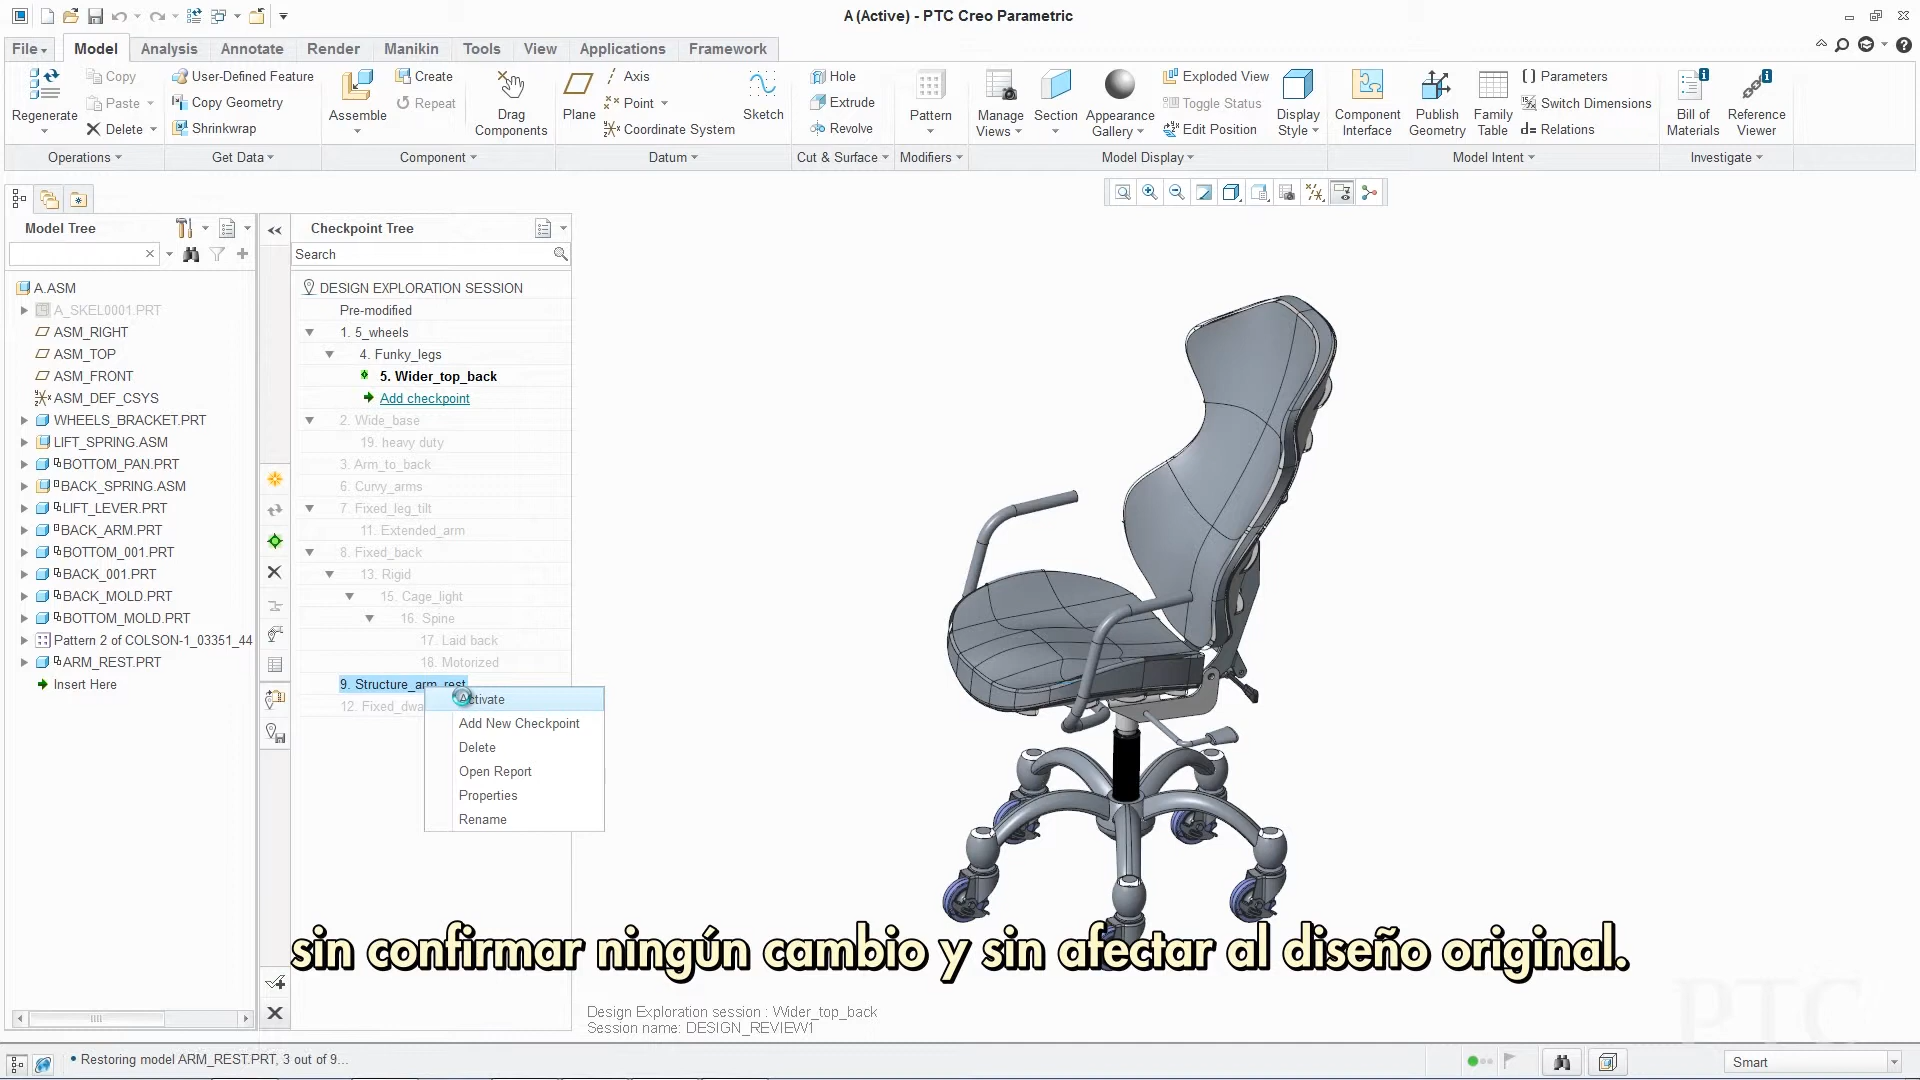 A (Active) - PTC Creo Parametric
File Model Analysis Annotate Render Manikin Tools View Applications Framework
Regenerate
Copy
Paste
Delete
User-Defined Feature
Copy Geometry
Shrinkwrap
Assemble
Create
Repeat
Drag
Components
Plane
Axis
Point
Coordinate System
Sketch
Hole
Extrude
Revolve
Pattern
Manage
Views
Section
Appearance
Gallery
Exploded View
Toggle Status
Edit Position
Display
Style
Component
Interface
Publish
Geometry
Family
Table
Parameters
Switch Dimensions
d= Relations
Bill of
Materials
Reference
Viewer
Operations Get Data Component Datum Cut & Surface Modifiers Model Display Model Intent Investigate
Model Tree
A.ASM
A_SKEL0001.PRT
ASM_RIGHT
ASM_TOP
ASM_FRONT
ASM_DEF_CSYS
WHEELS_BRACKET.PRT
LIFT_SPRING.ASM
BOTTOM_PAN.PRT
BACK_SPRING.ASM
LIFT_LEVER.PRT
BACK_ARM.PRT
BOTTOM_001.PRT
BACK_001.PRT
BACK_MOLD.PRT
BOTTOM_MOLD.PRT
Pattern 2 of COLSON-1_03351_44
ARM_REST.PRT
Insert Here
Checkpoint Tree
Search
DESIGN EXPLORATION SESSION
Pre-modified
1. 5_wheels
4. Funky_legs
5. Wider_top_back
Add checkpoint
2. Wide_base
19. heavy duty
3. Arm_to_back
6. Curvy_arms
7. Fixed_leg_tilt
11. Extended_arm
8. Fixed_back
13. Rigid
15. Cage_light
16. Spine
17. Laid back
18. Motorized
9. Structure_arm_rest
12. Fixed_dwa
Activate
Add New Checkpoint
Delete
Open Report
Properties
Rename
sin confirmar ningún cambio y sin afectar al diseño original.
Design Exploration session : Wider_top_back
Session name: DESIGN_REVIEW1
PTC
Restoring model ARM_REST.PRT, 3 out of 9...
Smart